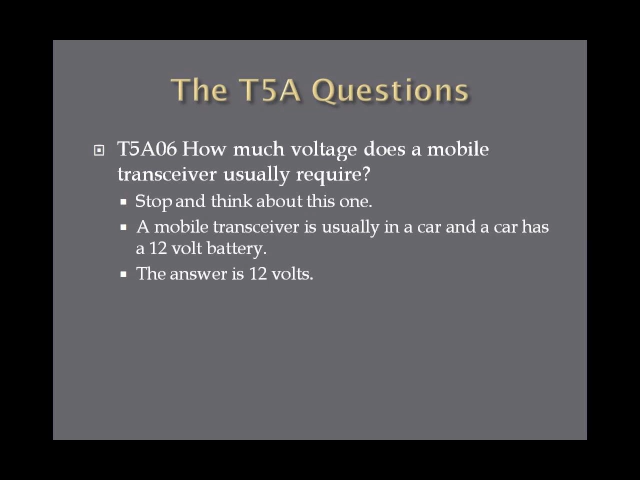 The T5A Questions
T5A06 How much voltage does a mobile
transceiver usually require?
Stop and think about this one.
A mobile transceiver is usually in a car and a car has
a 12 volt battery.
The answer is 12 volts.